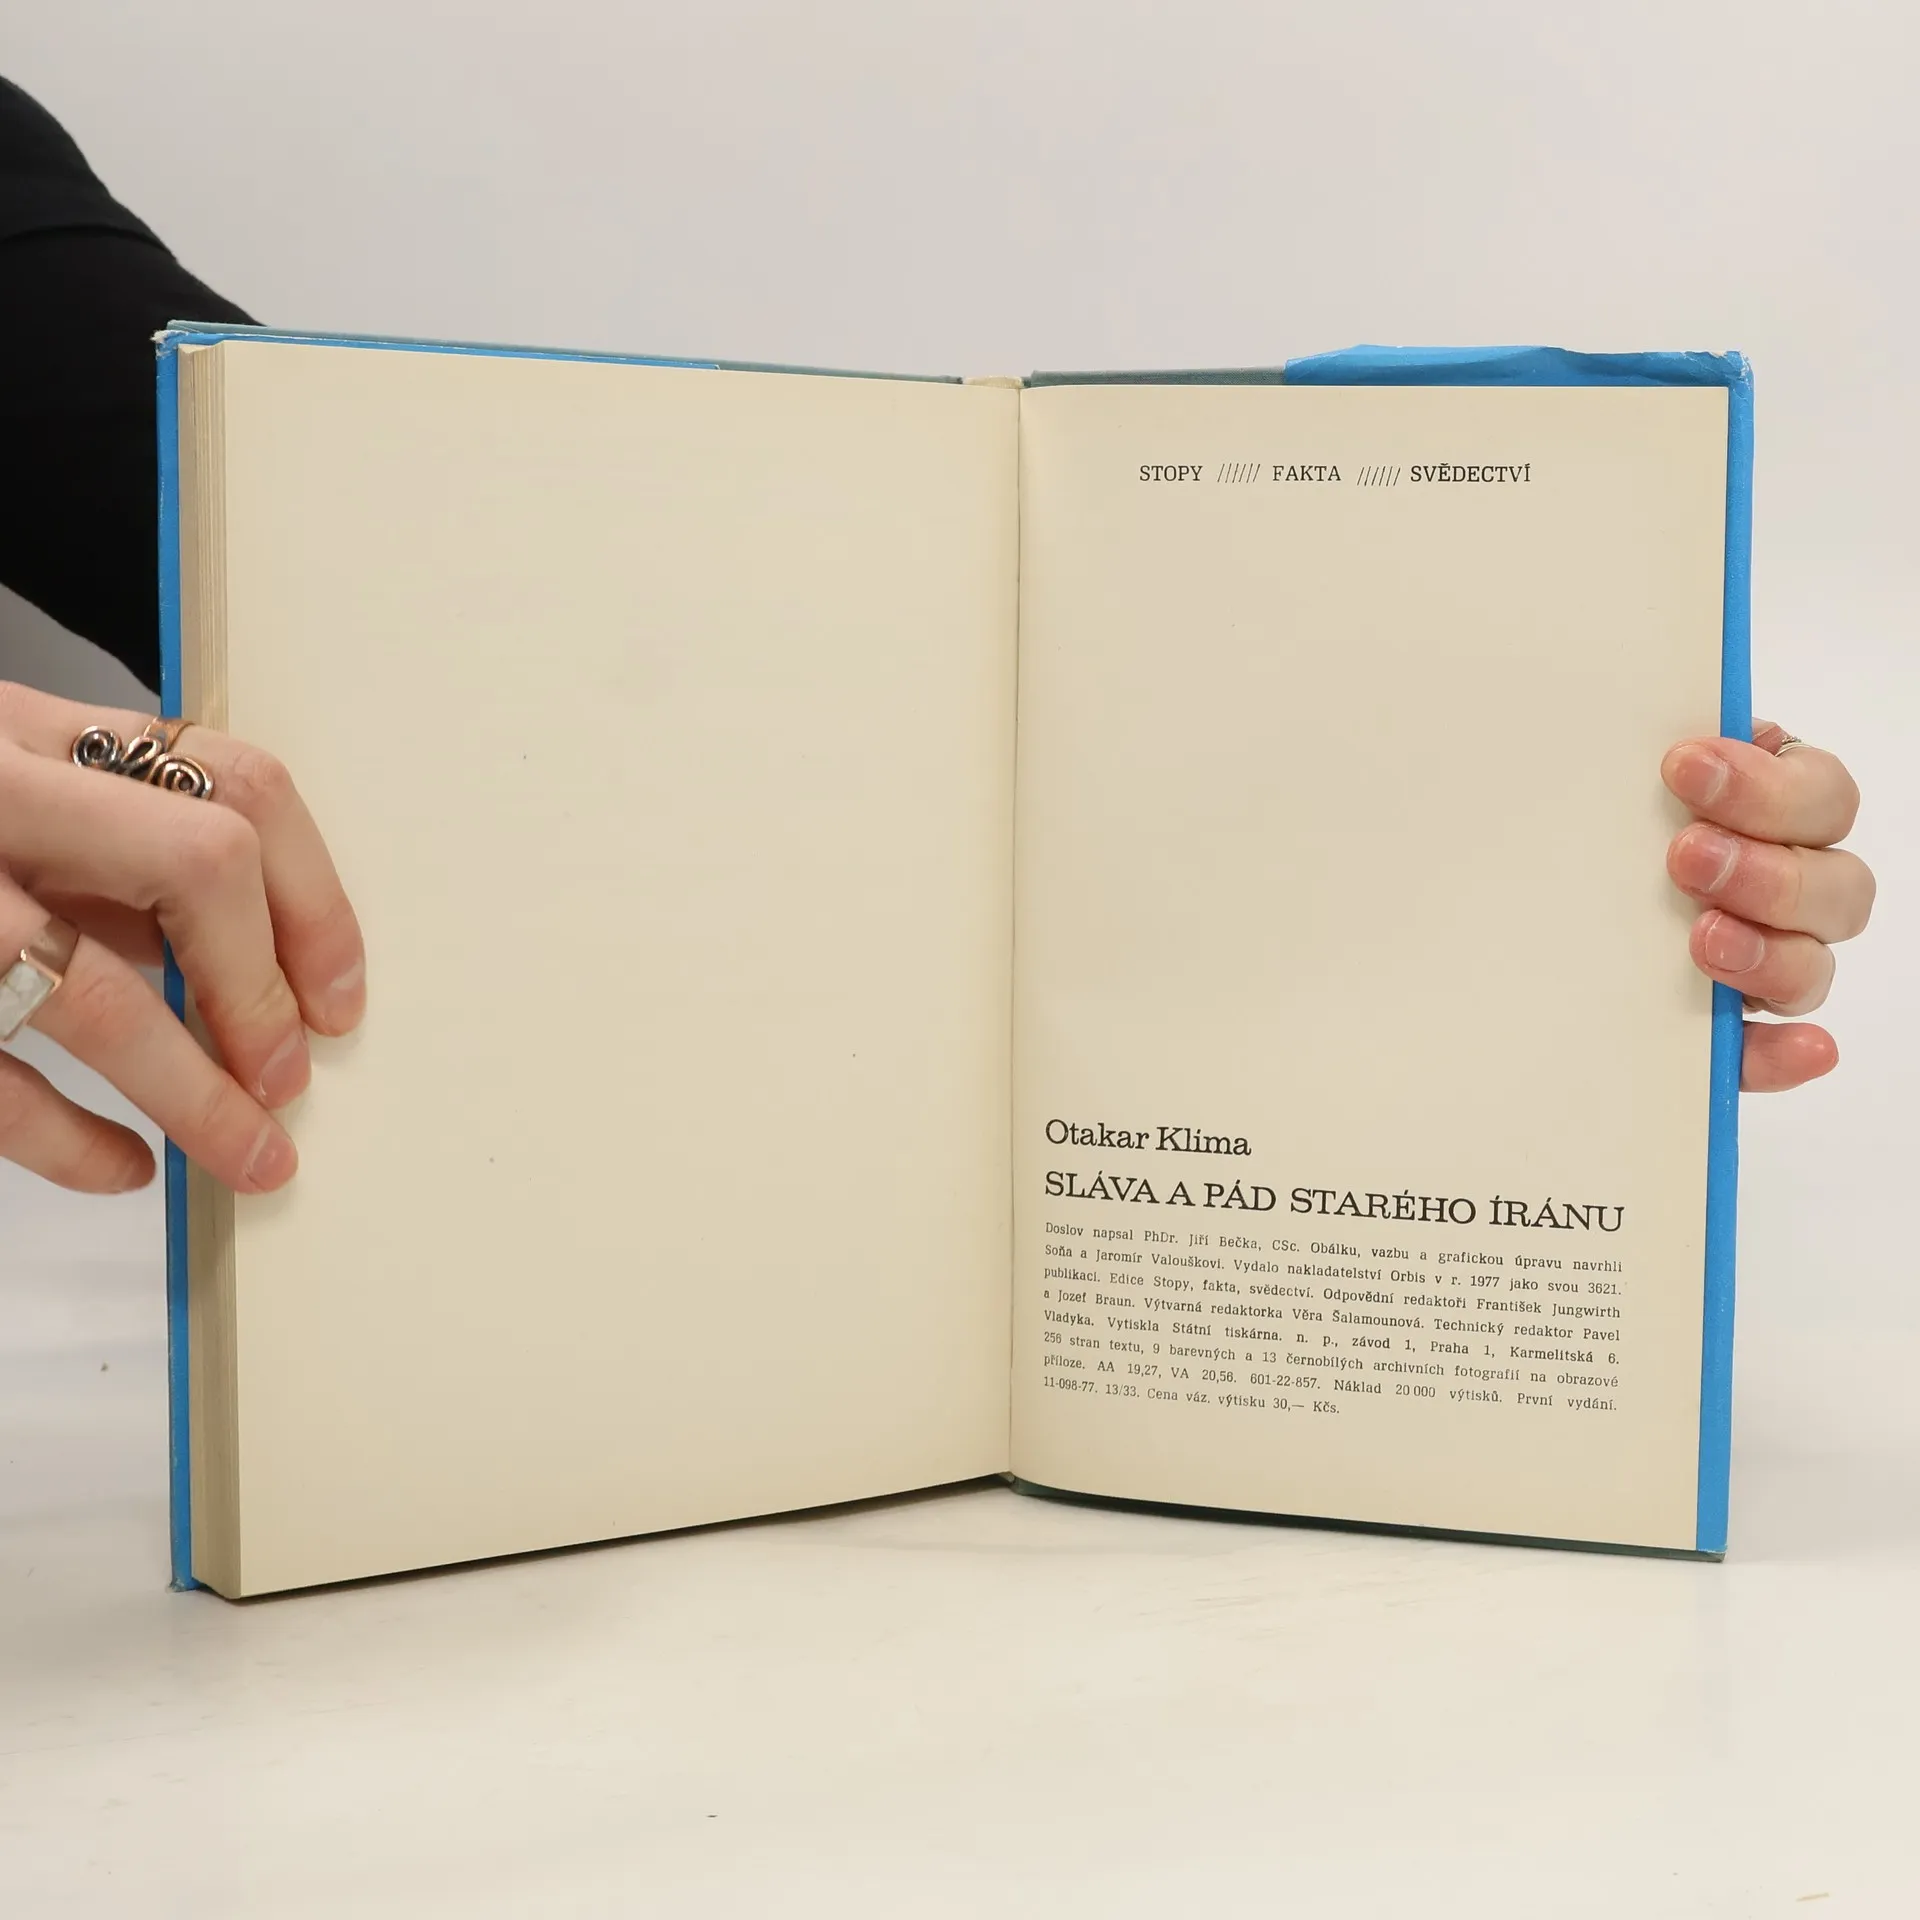 STOPY ////// FAKTA ////// SVĚDECTVÍ
Otakar Klíma
SLÁVA A PÁD STARÉHO ÍRÁNU
Doslov napsal PhDr. Jiří Bečka, CSc. Obálku, vazbu a grafickou úpravu navrhli
Soňa a Jaromír Valouškovi. Vydalo nakladatelství Orbis v r. 1977 jako svou 3621.
publikaci. Edice Stopy, fakta, svědectví. Odpovědní redaktoři František Jungwirth
a Jozef Braun. Výtvarná redaktorka Věra Šalamounová. Technický redaktor Pavel
Vladyka. Vytiskla Státní tiskárna. n. p., závod 1, Praha 1, Karmelitská 6.
256 stran textu, 9 barevných a 13 černobílých archivních fotografií na obrazové
příloze. AA 19,27, VA 20,56. 601-22-857. Náklad 20 000 výtisků. První vydání.
11-098-77. 13/33. Cena váz. výtisku 30,— Kčs.